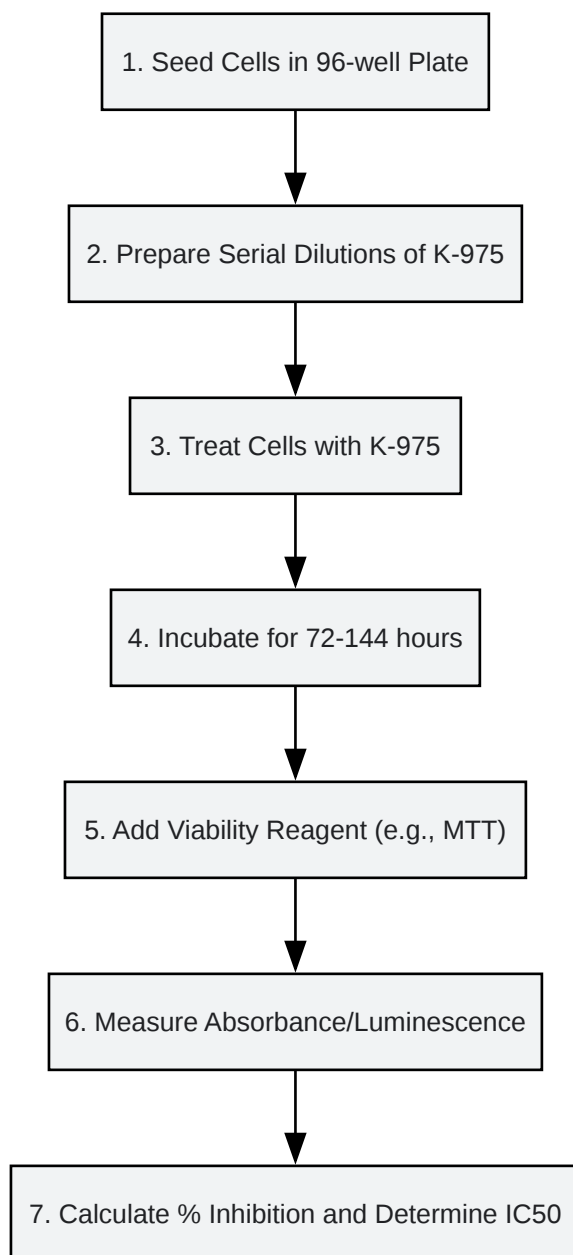 1. Seed Cells in 96-well Plate
2. Prepare Serial Dilutions of K-975
3. Treat Cells with K-975
4. Incubate for 72-144 hours
5. Add Viability Reagent (e.g., MTT)
6. Measure Absorbance/Luminescence
7. Calculate % Inhibition and Determine IC50